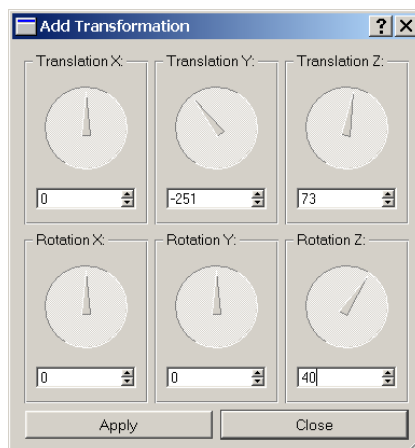 Add Transformation
Translation X: Translation Y: Translation Z:
0 -251 73
Rotation X: Rotation Y: Rotation Z:
0 0 40
Apply Close